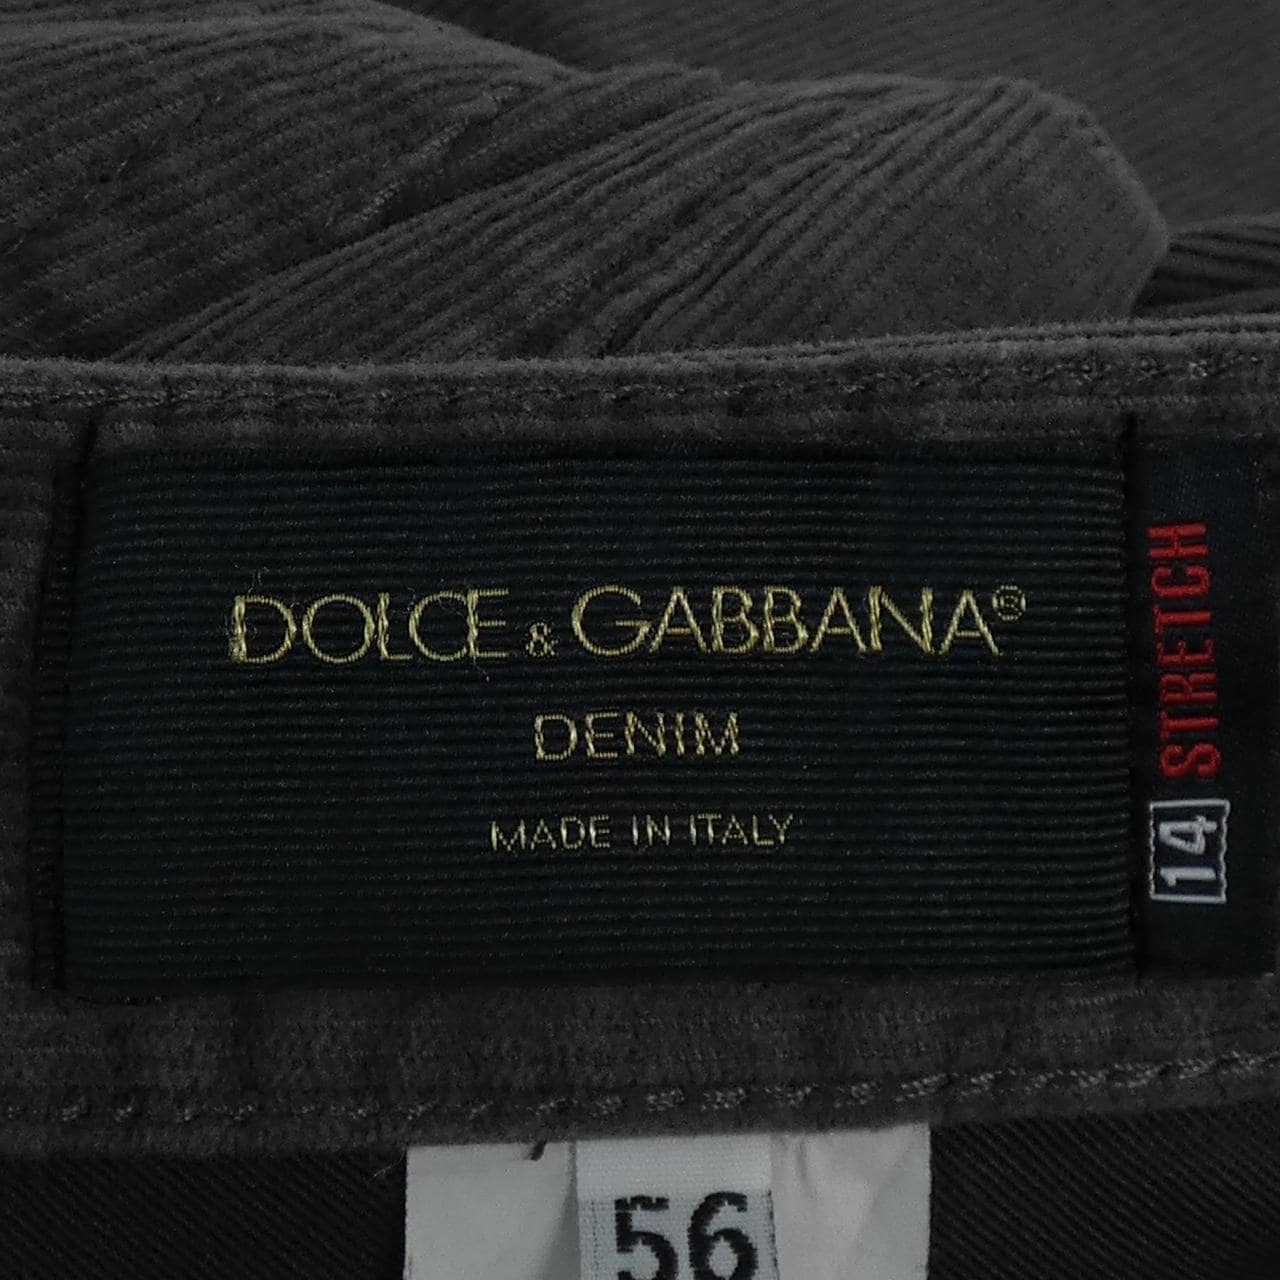 DOLCE & GABBANA®
DENIM
MADE IN ITALY
STRETCH
14
56